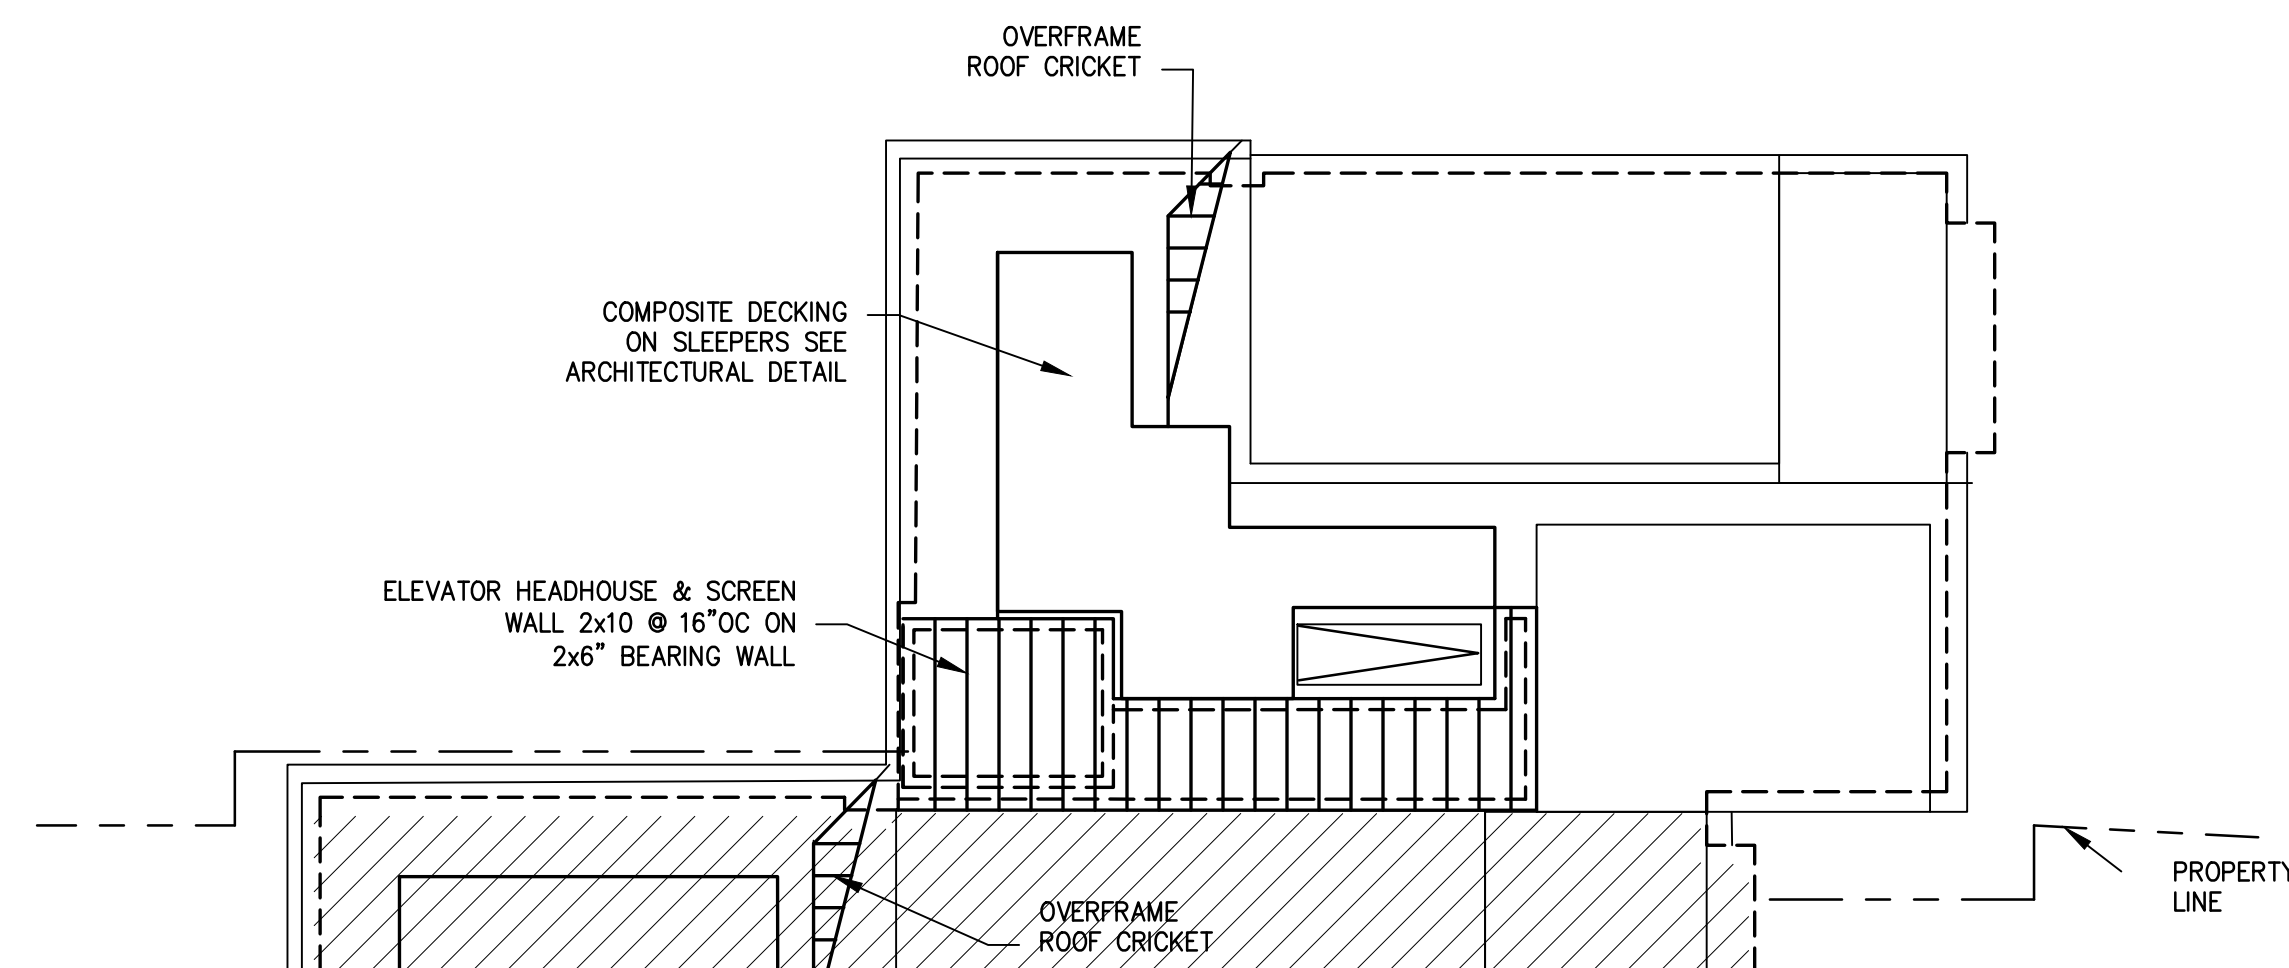 OVERFRAME
ROOF CRICKET
COMPOSITE DECKING
ON SLEEPERS SEE
ARCHITECTURAL DETAIL
ELEVATOR HEADHOUSE & SCREEN
WALL 2x10 @ 16”OC ON
2x6” BEARING WALL
PROPERTY
LINE
OVERFRAME
ROOF CRICKET